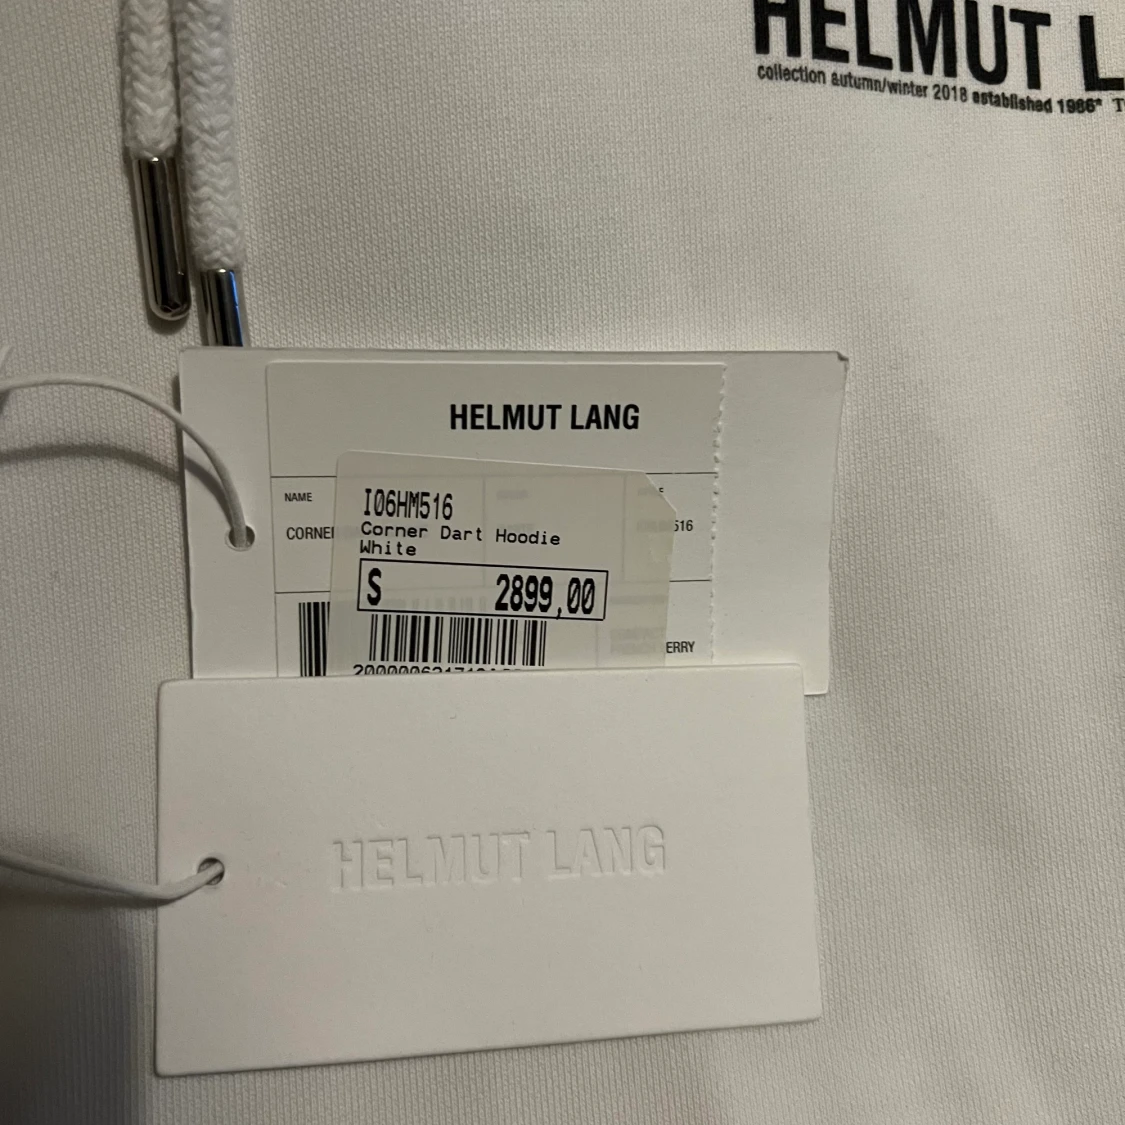 HELMUT L
collection autumn/winter 2018 established 1986* T
HELMUT LANG
NAME
CORNER
516
I06HM516
Corner Dart Hoodie
White
S 2899,00
ERRY
HELMUT LANG